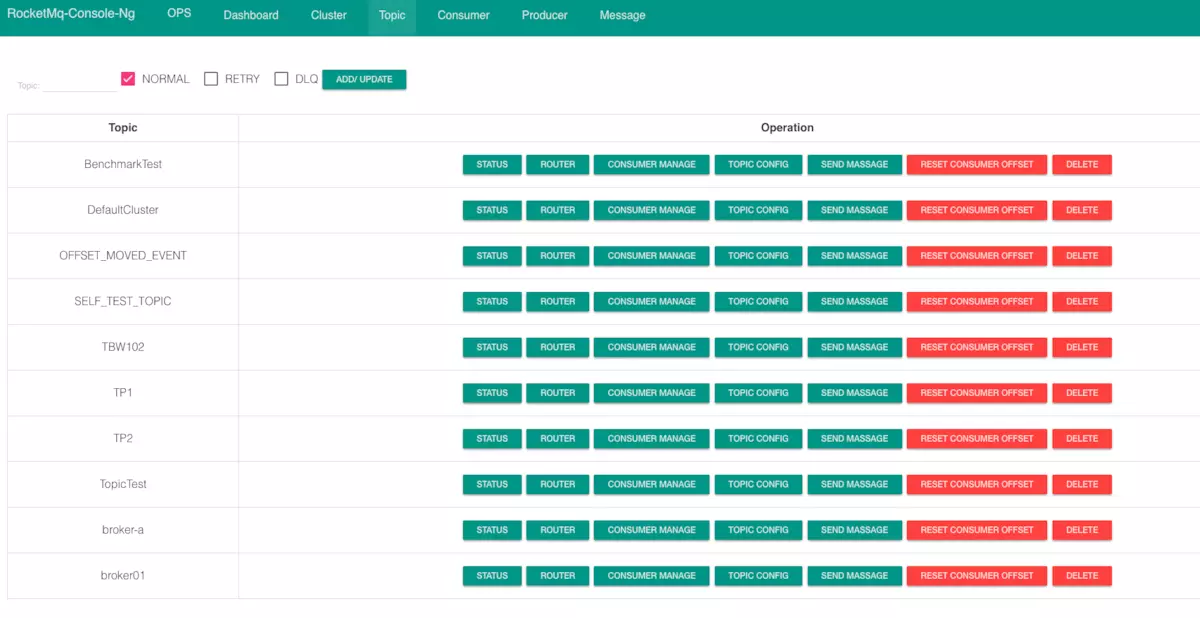 RocketMq-Console-Ng OPS Dashboard Cluster Topic Consumer Producer Message
Topic: NORMAL RETRY DLQ ADD/ UPDATE
Topic Operation
BenchmarkTest STATUS ROUTER CONSUMER MANAGE TOPIC CONFIG SEND MASSAGE RESET CONSUMER OFFSET DELETE
DefaultCluster STATUS ROUTER CONSUMER MANAGE TOPIC CONFIG SEND MASSAGE RESET CONSUMER OFFSET DELETE
OFFSET_MOVED_EVENT STATUS ROUTER CONSUMER MANAGE TOPIC CONFIG SEND MASSAGE RESET CONSUMER OFFSET DELETE
SELF_TEST_TOPIC STATUS ROUTER CONSUMER MANAGE TOPIC CONFIG SEND MASSAGE RESET CONSUMER OFFSET DELETE
TBW102 STATUS ROUTER CONSUMER MANAGE TOPIC CONFIG SEND MASSAGE RESET CONSUMER OFFSET DELETE
TP1 STATUS ROUTER CONSUMER MANAGE TOPIC CONFIG SEND MASSAGE RESET CONSUMER OFFSET DELETE
TP2 STATUS ROUTER CONSUMER MANAGE TOPIC CONFIG SEND MASSAGE RESET CONSUMER OFFSET DELETE
TopicTest STATUS ROUTER CONSUMER MANAGE TOPIC CONFIG SEND MASSAGE RESET CONSUMER OFFSET DELETE
broker-a STATUS ROUTER CONSUMER MANAGE TOPIC CONFIG SEND MASSAGE RESET CONSUMER OFFSET DELETE
broker01 STATUS ROUTER CONSUMER MANAGE TOPIC CONFIG SEND MASSAGE RESET CONSUMER OFFSET DELETE